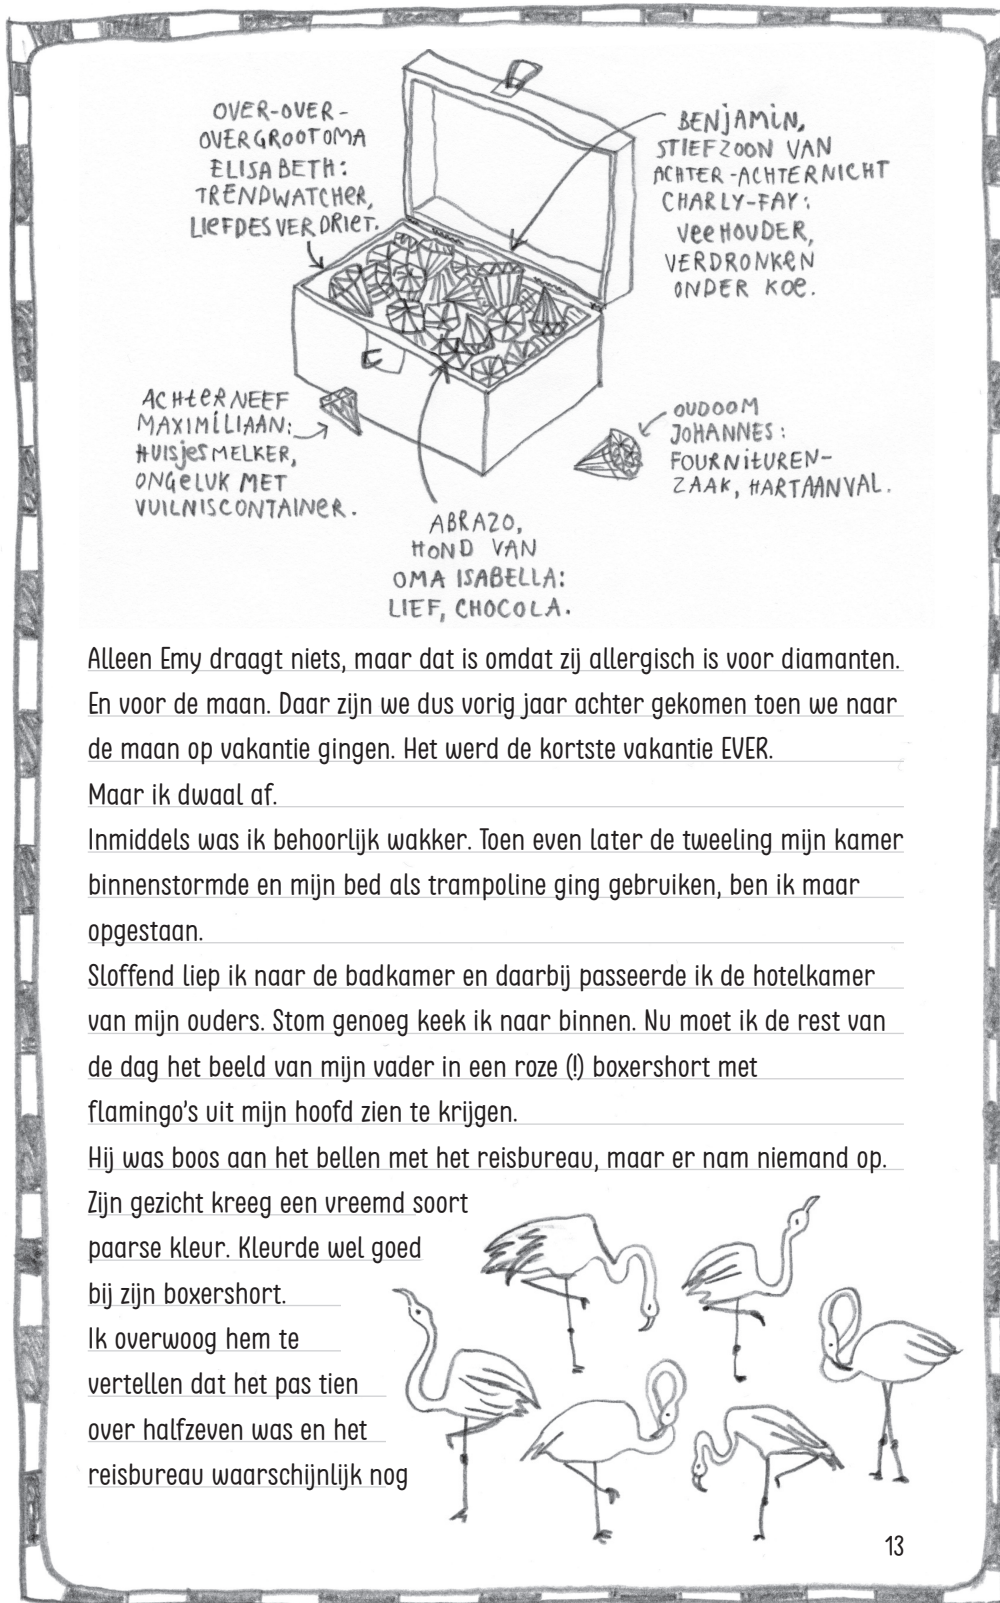 OVER-OVER-
OVERGROOTOMA
ELISABETH:
TRENDWATCHER,
LIEFDESVERDRIET.
BENJAMIN,
STIEFZOON VAN
ACHTER-ACHTERNICHT
CHARLY-FAY:
VEEHOUDER,
VERDRONKEN
ONDER KOE.
ACHTERNEEF
MAXIMILIAAN:
HUISJESMELKER,
ONGELUK MET
VUILNISCONTAINER.
OUDOOM
JOHANNES:
FOURNITUREN-
ZAAK, HARTAANVAL.
ABRAZO,
HOND VAN
OMA ISABELLA:
LIEF, CHOCOLA.
Alleen Emy draagt niets, maar dat is omdat zij allergisch is voor diamanten.
En voor de maan. Daar zijn we dus vorig jaar achter gekomen toen we naar
de maan op vakantie gingen. Het werd de kortste vakantie EVER.
Maar ik dwaal af.
Inmiddels was ik behoorlijk wakker. Toen even later de tweeling mijn kamer
binnenstormde en mijn bed als trampoline ging gebruiken, ben ik maar
opgestaan.
Sloffend liep ik naar de badkamer en daarbij passeerde ik de hotelkamer
van mijn ouders. Stom genoeg keek ik naar binnen. Nu moet ik de rest van
de dag het beeld van mijn vader in een roze (!) boxershort met
flamingo's uit mijn hoofd zien te krijgen.
Hij was boos aan het bellen met het reisbureau, maar er nam niemand op.
Zijn gezicht kreeg een vreemd soort
paarse kleur. Kleurde wel goed
bij zijn boxershort.
Ik overwoog hem te
vertellen dat het pas tien
over halfzeven was en het
reisbureau waarschijnlijk nog
13